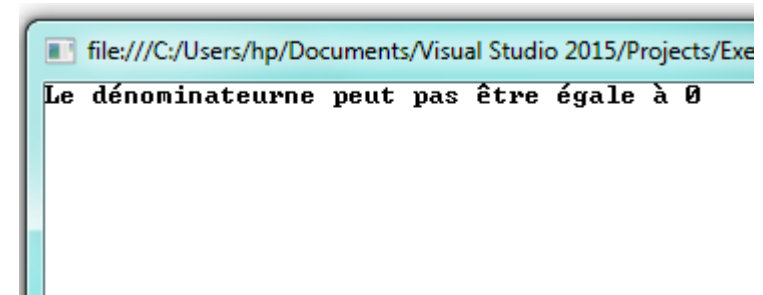 file:///C:/Users/hp/Documents/Visual Studio 2015/Projects/Exe
Le dénominateurne peut pas être égale à 0